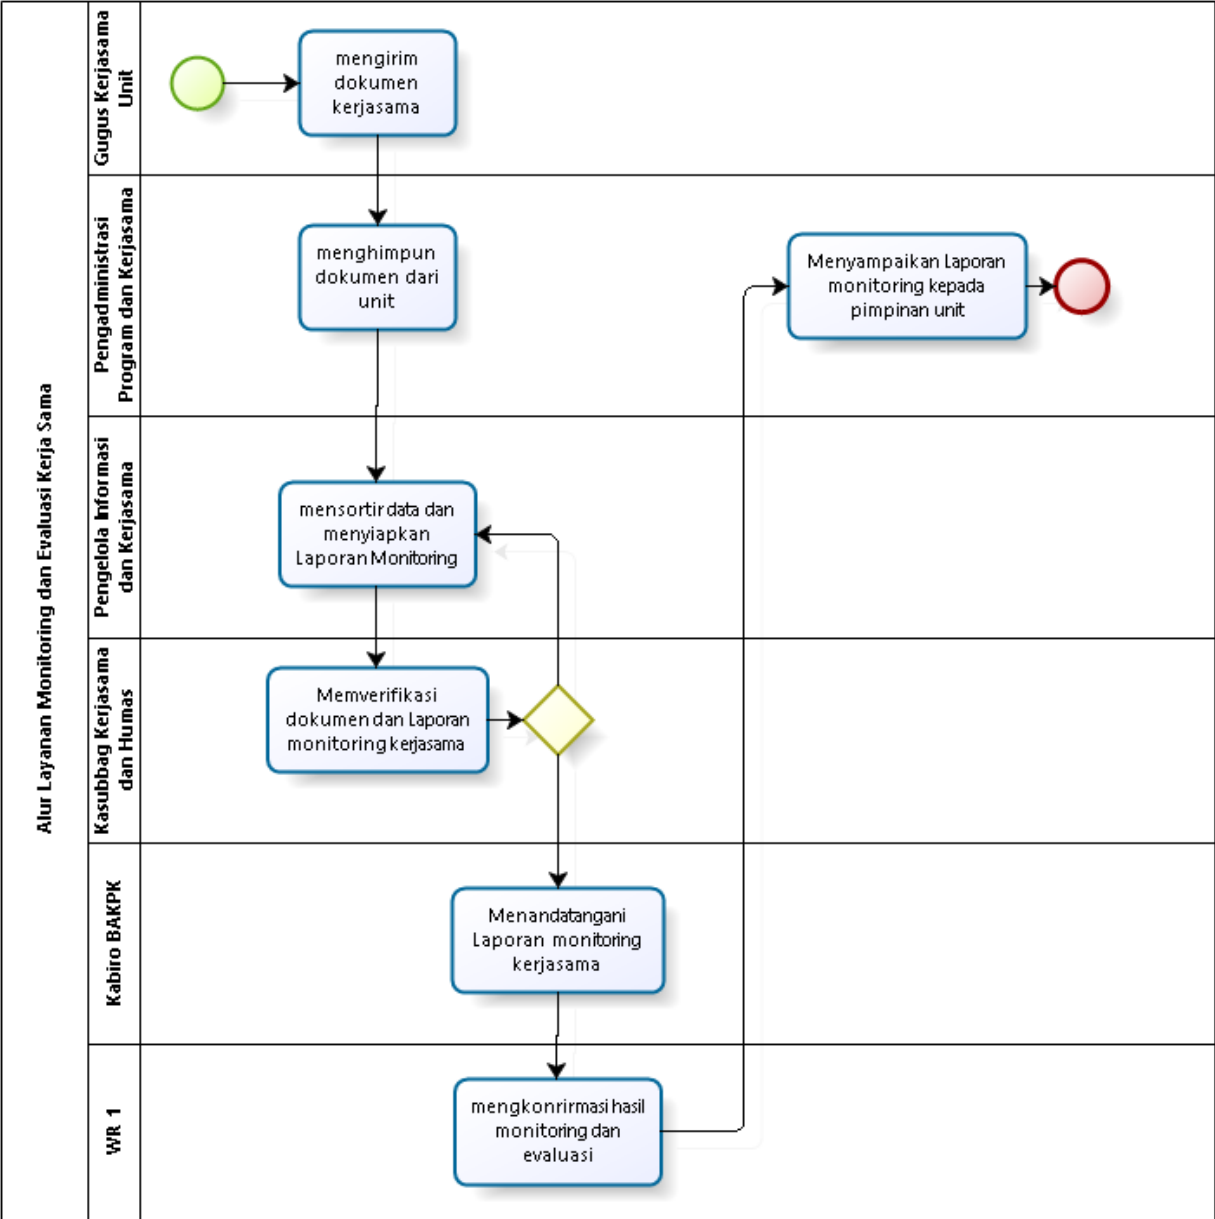 Alur Layanan Monitoring dan Evaluasi Kerja Sama
Gugus Kerjasama
Unit
mengirim
dokumen
kerjasama
Pengadministrasi
Program dan Kerjasama
menghimpun
dokumen dari
unit
Menyampaikan Laporan
monitoring kepada
pimpinan unit
Pengelola Informasi
dan Kerjasama
mensortir data dan
menyiapkan
Laporan Monitoring
Kasubbag Kerjasama
dan Humas
Memverifikasi
dokumen dan Laporan
monitoring kerjasama
Kabiro BAKPK
Menandatangani
Laporan monitoring
kerjasama
WR 1
mengkonrirmasi hasil
monitoring dan
evaluasi